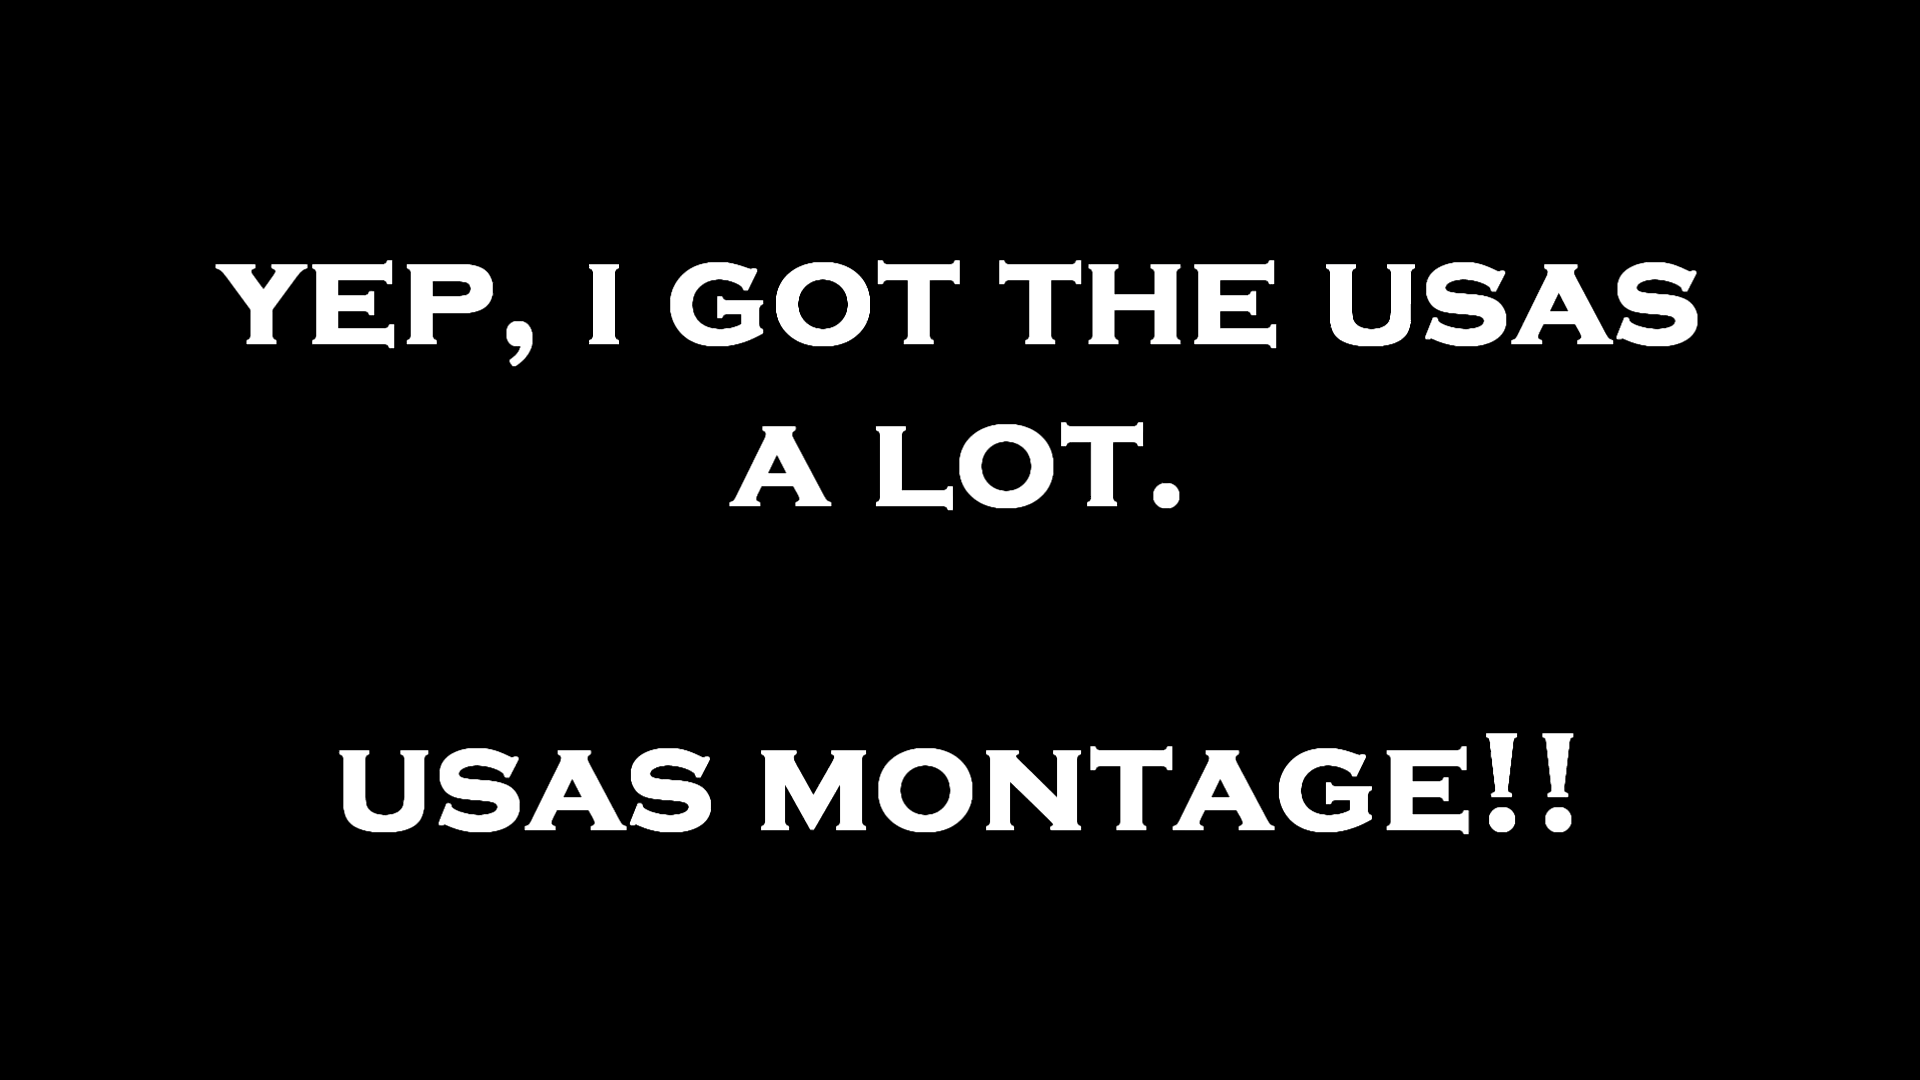 YEP, I GOT THE USAS
A LOT.
USAS MONTAGE!!